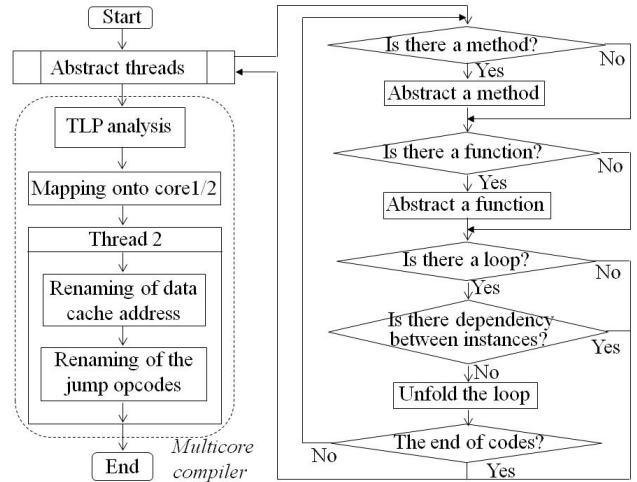 Start
Abstract threads
TLP analysis
Mapping onto core1/2
Thread 2
Renaming of data
cache address
Renaming of the
jump opcodes
End
Multicore
compiler
Is there a method?
No
Yes
Abstract a method
Is there a function?
No
Yes
Abstract a function
Is there a loop?
No
Yes
Is there dependency
between instances?
Yes
No
Unfold the loop
The end of codes?
No
Yes